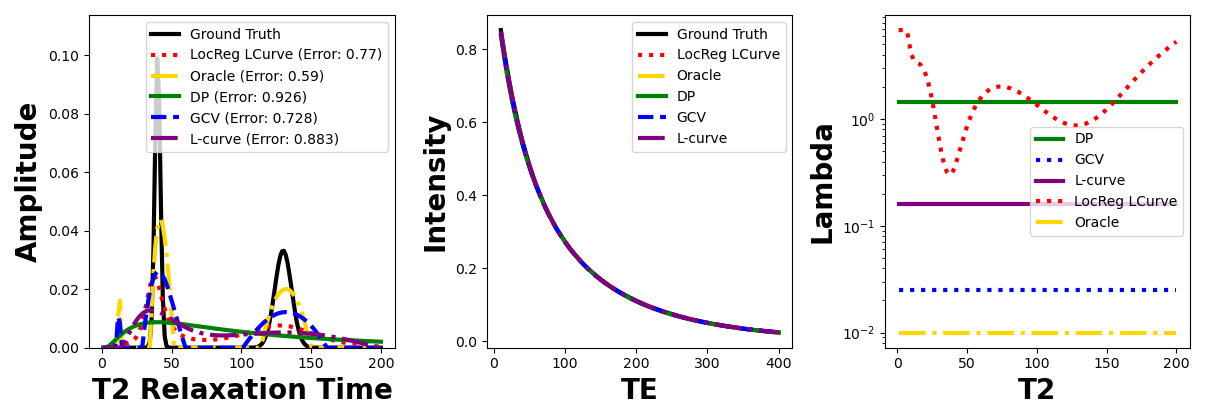 Amplitude
0.10
0.08
0.06
0.04
0.02
0.00
Ground Truth
LocReg LCurve (Error: 0.77)
Oracle (Error: 0.59)
DP (Error: 0.926)
GCV (Error: 0.728)
L-curve (Error: 0.883)
0 50 100 150 200
T2 Relaxation Time
Intensity
0.8
0.6
0.4
0.2
0.0
Ground Truth
LocReg LCurve
Oracle
DP
GCV
L-curve
0 100 200 300 400
TE
Lambda
10⁰
10⁻¹
10⁻²
DP
GCV
L-curve
LocReg LCurve
Oracle
0 50 100 150 200
T2